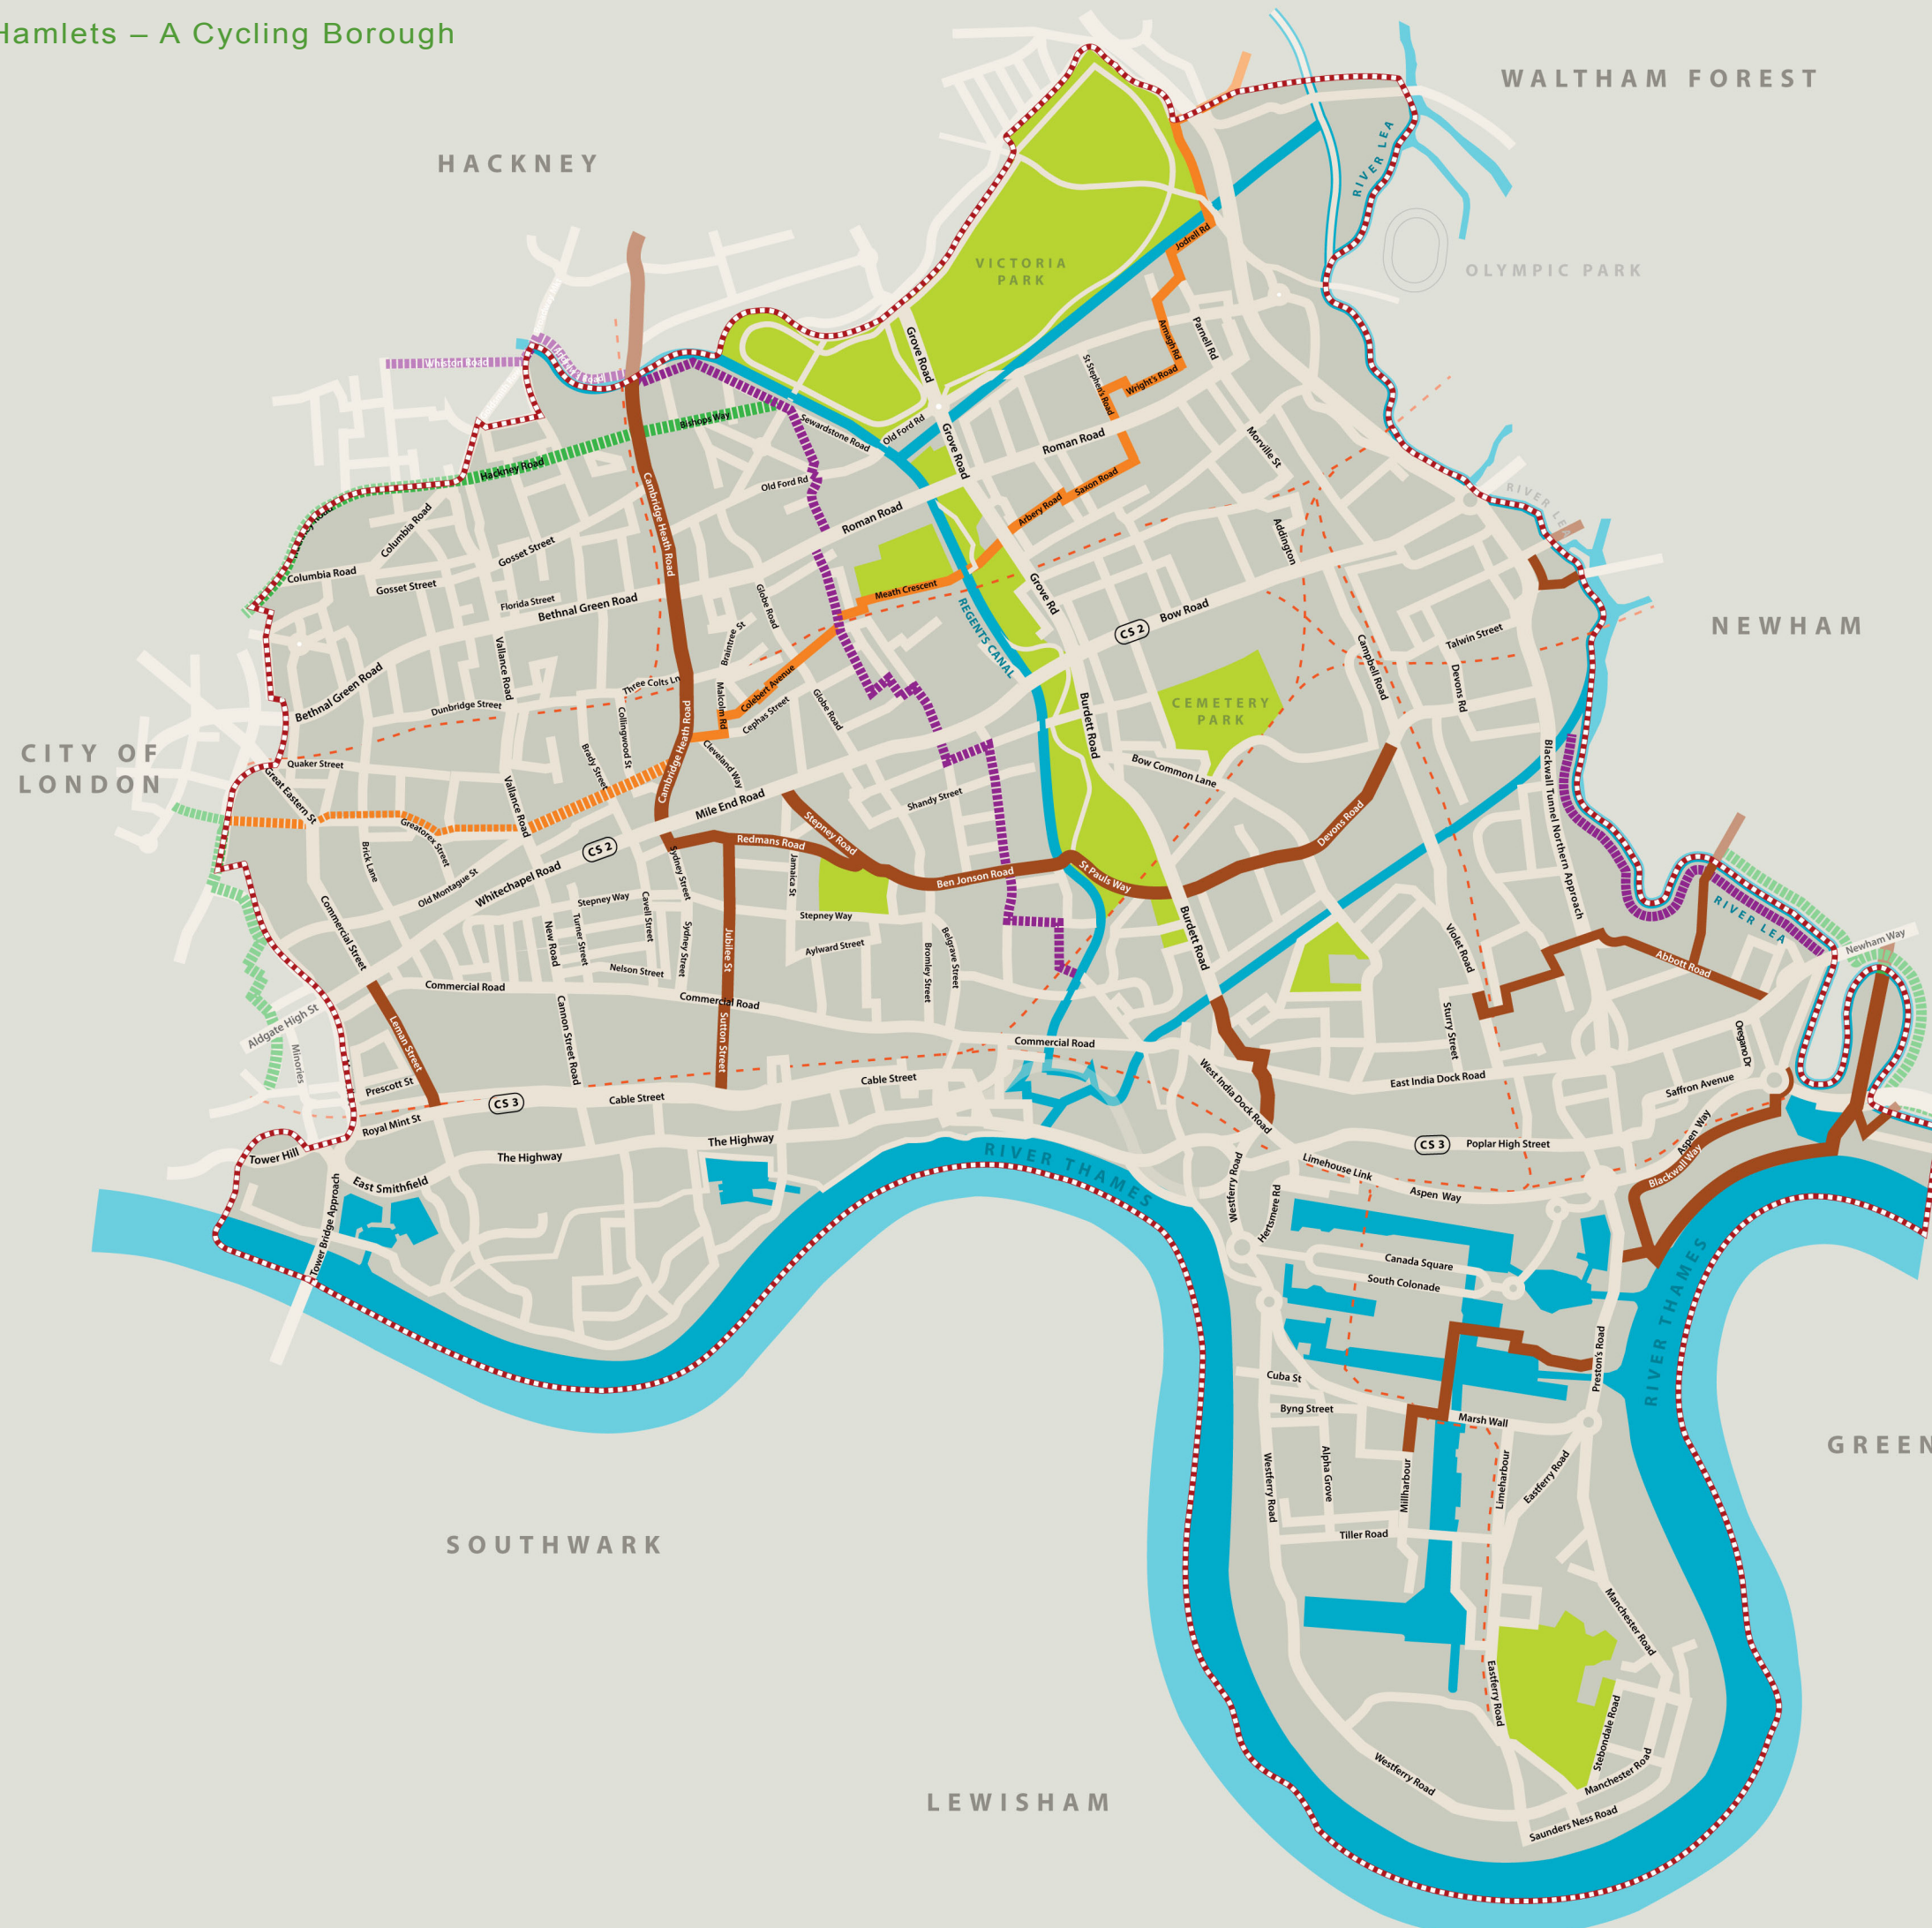 Hamlets – A Cycling Borough
WALTHAM FOREST
HACKNEY
RIVER LEA
OLYMPIC PARK
VICTORIA
PARK
Jodrell Rd
Grove Road
Armagh Rd
Parnell Rd
St Stephen's Road
Wright's Road
Bishops Way
Sewardstone Road
Old Ford Rd
Grove Road
Roman Road
Morville St
Hackney Road
Cambridge Heath Road
Old Ford Rd
Saxon Road
Arbery Road
Roman Road
RIVER LE
Columbia Road
Gosset Street
Addington
Columbia Road
Gosset Street
Florida Street
Bethnal Green Road
Globe Road
Meath Crescent
Grove Rd
REGENTS CANAL
CS 2
Bow Road
NEWHAM
Talwin Street
Braintree St
Vallance Road
Campbell Road
Devons Rd
Bethnal Green Road
Three Colts Ln
Colebert Avenue
Malcolm Rd
Cephas Street
Globe Road
Dunbridge Street
Collingwood St
CEMETERY
PARK
Burdett Road
CITY OF
LONDON
Quaker Street
Great Eastern St
Brady Street
Cambridge Heath Road
Cleveland Way
Bow Common Lane
Blackwall Tunnel Northern Approach
Vallance Road
Mile End Road
Shandy Street
Greatorex Street
CS 2
Redmans Road
Stepney Road
Devons Road
Brick Lane
Old Montague St
Whitechapel Road
Sydney Street
Jamaica St
Ben Jonson Road
St Pauls Way
Commercial Street
Stepney Way
Cavell Street
Stepney Way
RIVER LEA
New Road
Turner Street
Sydney Street
Jubilee St
Aylward Street
Bromley Street
Belgrave Street
Burdett Road
Violet Road
Newham Way
Abbott Road
Nelson Street
Commercial Road
Commercial Road
Aldgate High St
Minories
Leman Street
Cannon Street Road
Sutton Street
Commercial Road
Sturry Street
Oregano Dr
West India Dock Road
East India Dock Road
Saffron Avenue
Prescott St
Cable Street
CS 3
Cable Street
Royal Mint St
Aspen Way
The Highway
CS 3
Poplar High Street
Tower Hill
The Highway
RIVER THAMES
Limehouse Link
Blackwall Way
East Smithfield
Westferry Road
Hertsmere Rd
Aspen Way
Tower Bridge Approach
Canada Square
South Colonade
RIVER THAMES
Preston's Road
Cuba St
Byng Street
Marsh Wall
GREEN
Westferry Road
Alpha Grove
Millharbour
Limeharbour
Eastferry Road
SOUTHWARK
Tiller Road
Manchester Road
Eastferry Road
Stebondale Road
Westferry Road
Manchester Road
LEWISHAM
Saunders Ness Road